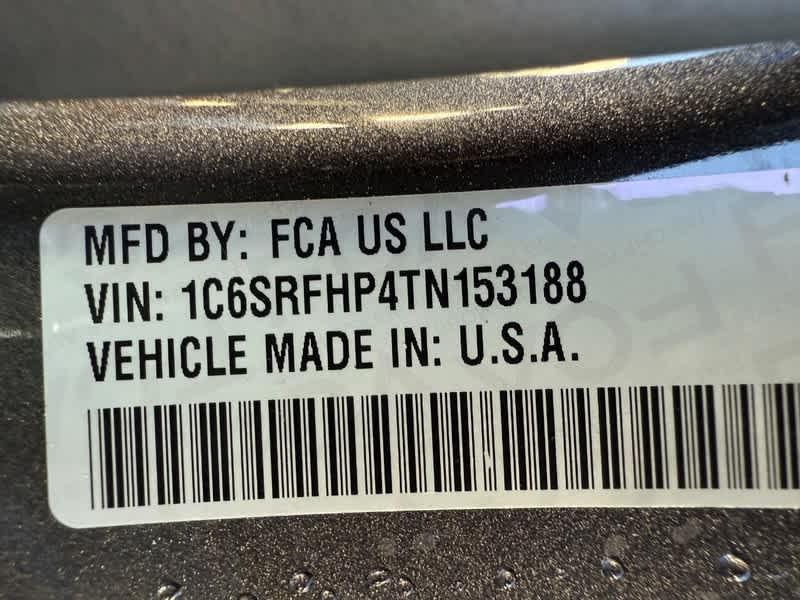 MFD BY: FCA US LLC
VIN: 1C6SRFHP4TN153188
VEHICLE MADE IN: U.S.A.